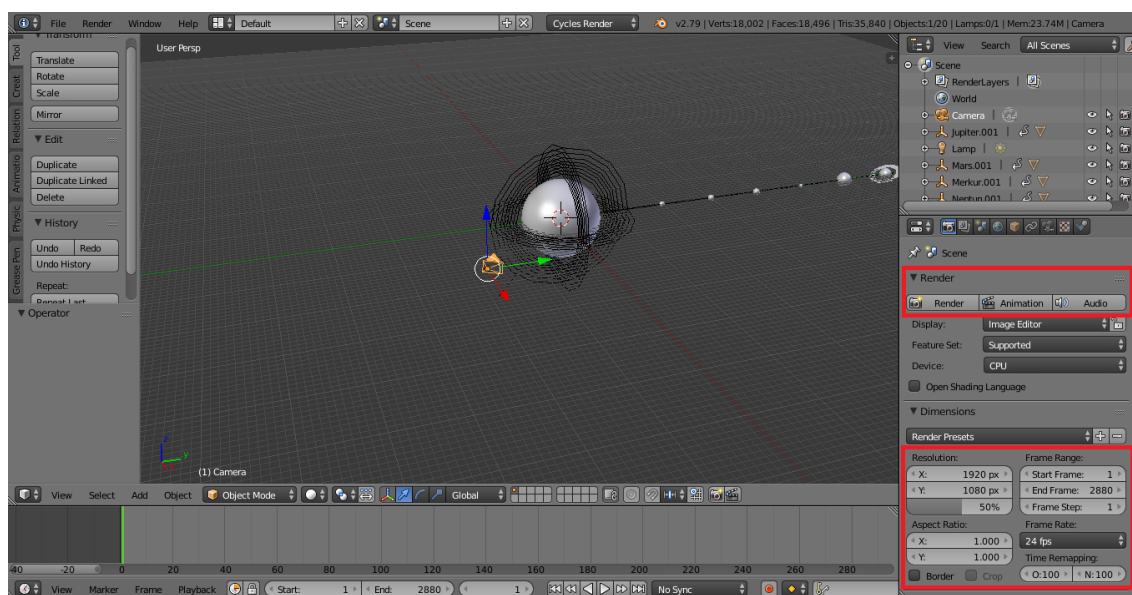 File Render Window Help Default Scene Cycles Render v2.79 | Verts:18,002 | Faces:18,496 | Tris:35,840 | Objects:1/20 | Lamps:0/1 | Mem:23.74M | Camera
Transform
Translate
Rotate
Scale
Mirror
Edit
Duplicate
Duplicate Linked
Delete
History
Undo Redo
Undo History
Repeat:
Repeat Last
Operator
Tool
Creat
Relation
Animatio
Physic
Grease Pen
User Persp
z
y
(1) Camera
View Select Add Object Object Mode Global
-40 -20 0 20 40 60 80 100 120 140 160 180 200 220 240 260 280
View Marker Frame Playback Start: 1 End: 2880 1 No Sync
View Search All Scenes
Scene
RenderLayers |
World
Camera |
Jupiter.001 |
Lamp |
Mars.001 |
Merkur.001 |
Neptun.001 |
Scene
Render
Render Animation Audio
Display: Image Editor
Feature Set: Supported
Device: CPU
Open Shading Language
Dimensions
Render Presets
Resolution: Frame Range:
X: 1920 px Start Frame: 1
Y: 1080 px End Frame: 2880
50% Frame Step: 1
Aspect Ratio: Frame Rate:
X: 1.000 24 fps
Y: 1.000 Time Remapping:
Border Crop O:100 N:100